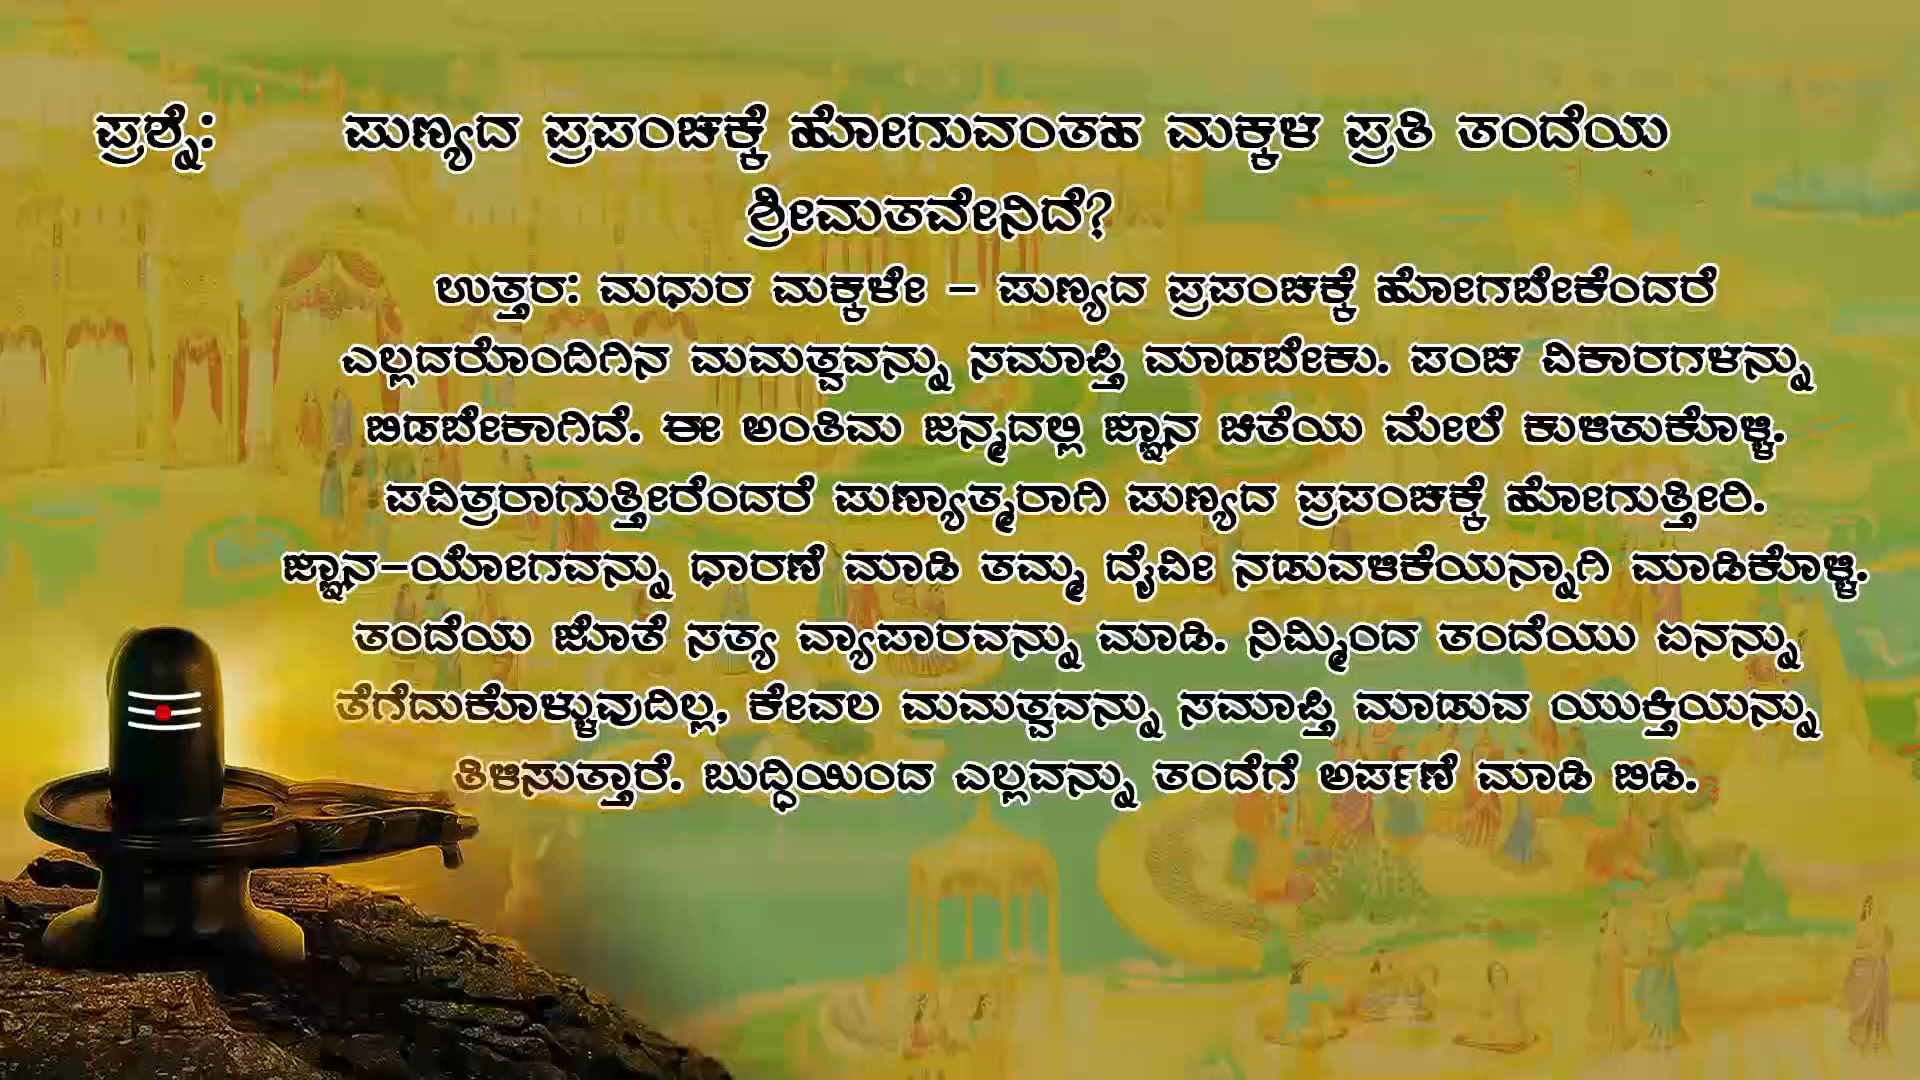 ಪ್ರಶ್ನೆ: ಪುಣ್ಯದ ಪ್ರಪಂಚಕ್ಕೆ ಹೋಗುವಂತಹ ಮಕ್ಕಳ ಪ್ರತಿ ತಂದೆಯ
ಶ್ರೀಮತವೇನಿದೆ?
ಉತ್ತರ: ಮಧುರ ಮಕ್ಕಳೇ – ಪುಣ್ಯದ ಪ್ರಪಂಚಕ್ಕೆ ಹೋಗಬೇಕೆಂದರೆ
ಎಲ್ಲದರೊಂದಿಗಿನ ಮಮತ್ವವನ್ನು ಸಮಾಪ್ತಿ ಮಾಡಬೇಕು. ಪಂಚ ವಿಕಾರಗಳನ್ನು
ಬಿಡಬೇಕಾಗಿದೆ. ಈ ಅಂತಿಮ ಜನ್ಮದಲ್ಲಿ ಜ್ಞಾನ ಚಿತೆಯ ಮೇಲೆ ಕುಳಿತುಕೊಳ್ಳಿ.
ಪವಿತ್ರರಾಗುತ್ತೀರೆಂದರೆ ಪುಣ್ಯಾತ್ಮರಾಗಿ ಪುಣ್ಯದ ಪ್ರಪಂಚಕ್ಕೆ ಹೋಗುತ್ತೀರಿ.
ಜ್ಞಾನ–ಯೋಗವನ್ನು ಧಾರಣೆ ಮಾಡಿ ತಮ್ಮ ದೈವೀ ನಡುವಳಿಕೆಯನ್ನಾಗಿ ಮಾಡಿಕೊಳ್ಳಿ.
ತಂದೆಯ ಜೊತೆ ಸತ್ಯ ವ್ಯಾಪಾರವನ್ನು ಮಾಡಿ. ನಿಮ್ಮಿಂದ ತಂದೆಯು ಏನನ್ನು
ತೆಗೆದುಕೊಳ್ಳುವುದಿಲ್ಲ, ಕೇವಲ ಮಮತ್ವವನ್ನು ಸಮಾಪ್ತಿ ಮಾಡುವ ಯುಕ್ತಿಯನ್ನು
ತಿಳಿಸುತ್ತಾರೆ. ಬುದ್ಧಿಯಿಂದ ಎಲ್ಲವನ್ನು ತಂದೆಗೆ ಅರ್ಪಣೆ ಮಾಡಿ ಬಿಡಿ.